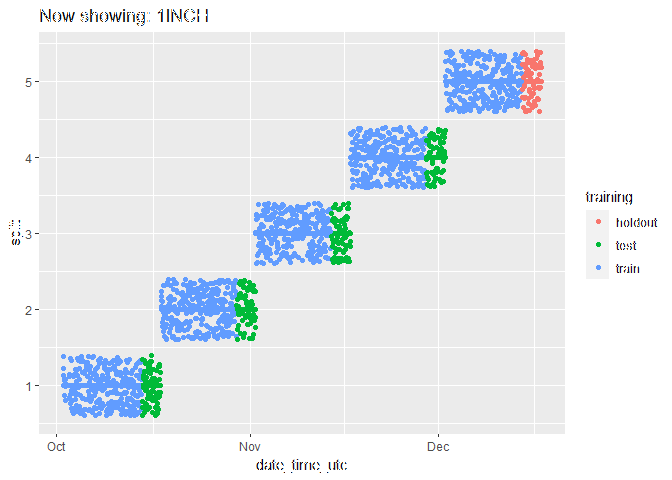 Now showing: 1INCH
5
4
3
2
1
split
Oct
Nov
Dec
date_time_utc
training
holdout
test
train